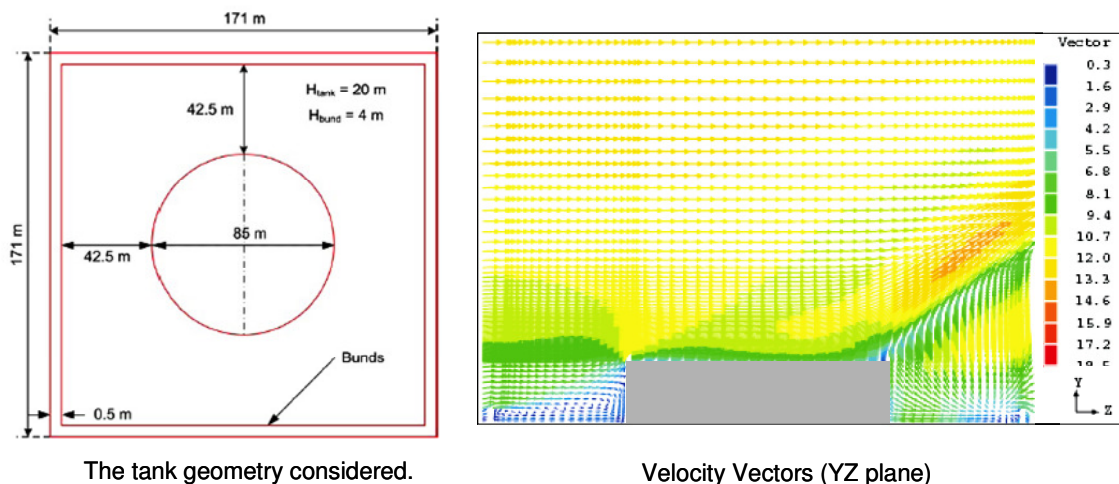 171 m
H_tank = 20 m
H_bund = 4 m
42.5 m
171 m
85 m
42.5 m
Bunds
0.5 m
The tank geometry considered.
Vector
0.3
1.6
2.9
4.2
5.5
6.8
8.1
9.4
10.7
12.0
13.3
14.6
15.9
17.2
18.5
Y
Z
Velocity Vectors (YZ plane)